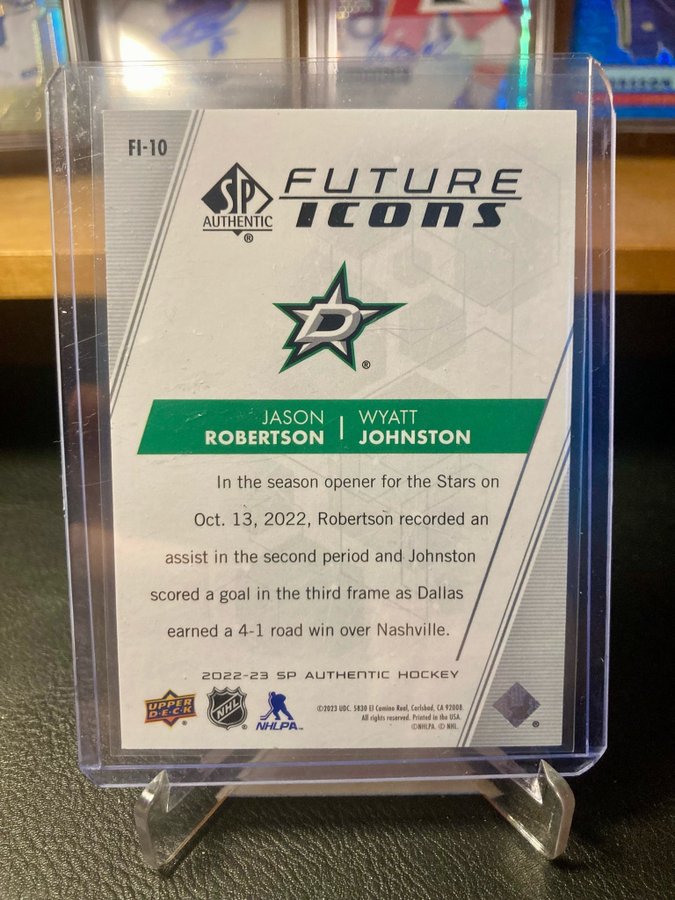 FI-10
SP
AUTHENTIC
®
FUTURE
ICONS
D
®
JASON
ROBERTSON
WYATT
JOHNSTON
In the season opener for the Stars on
Oct. 13, 2022, Robertson recorded an
assist in the second period and Johnston
scored a goal in the third frame as Dallas
earned a 4-1 road win over Nashville.
2022-23 SP AUTHENTIC HOCKEY
UPPER
DECK
NHL
NHLPA
©2023 UDC. 5830 El Camino Real, Carlsbad, CA 92008.
All rights reserved. Printed in the USA.
©NHLPA. © NHL.
®